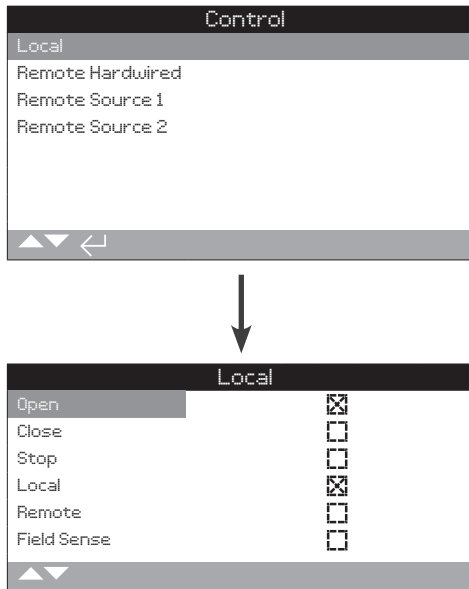 Control
Local
Remote Hardwired
Remote Source 1
Remote Source 2
Local
Open
Close
Stop
Local
Remote
Field Sense